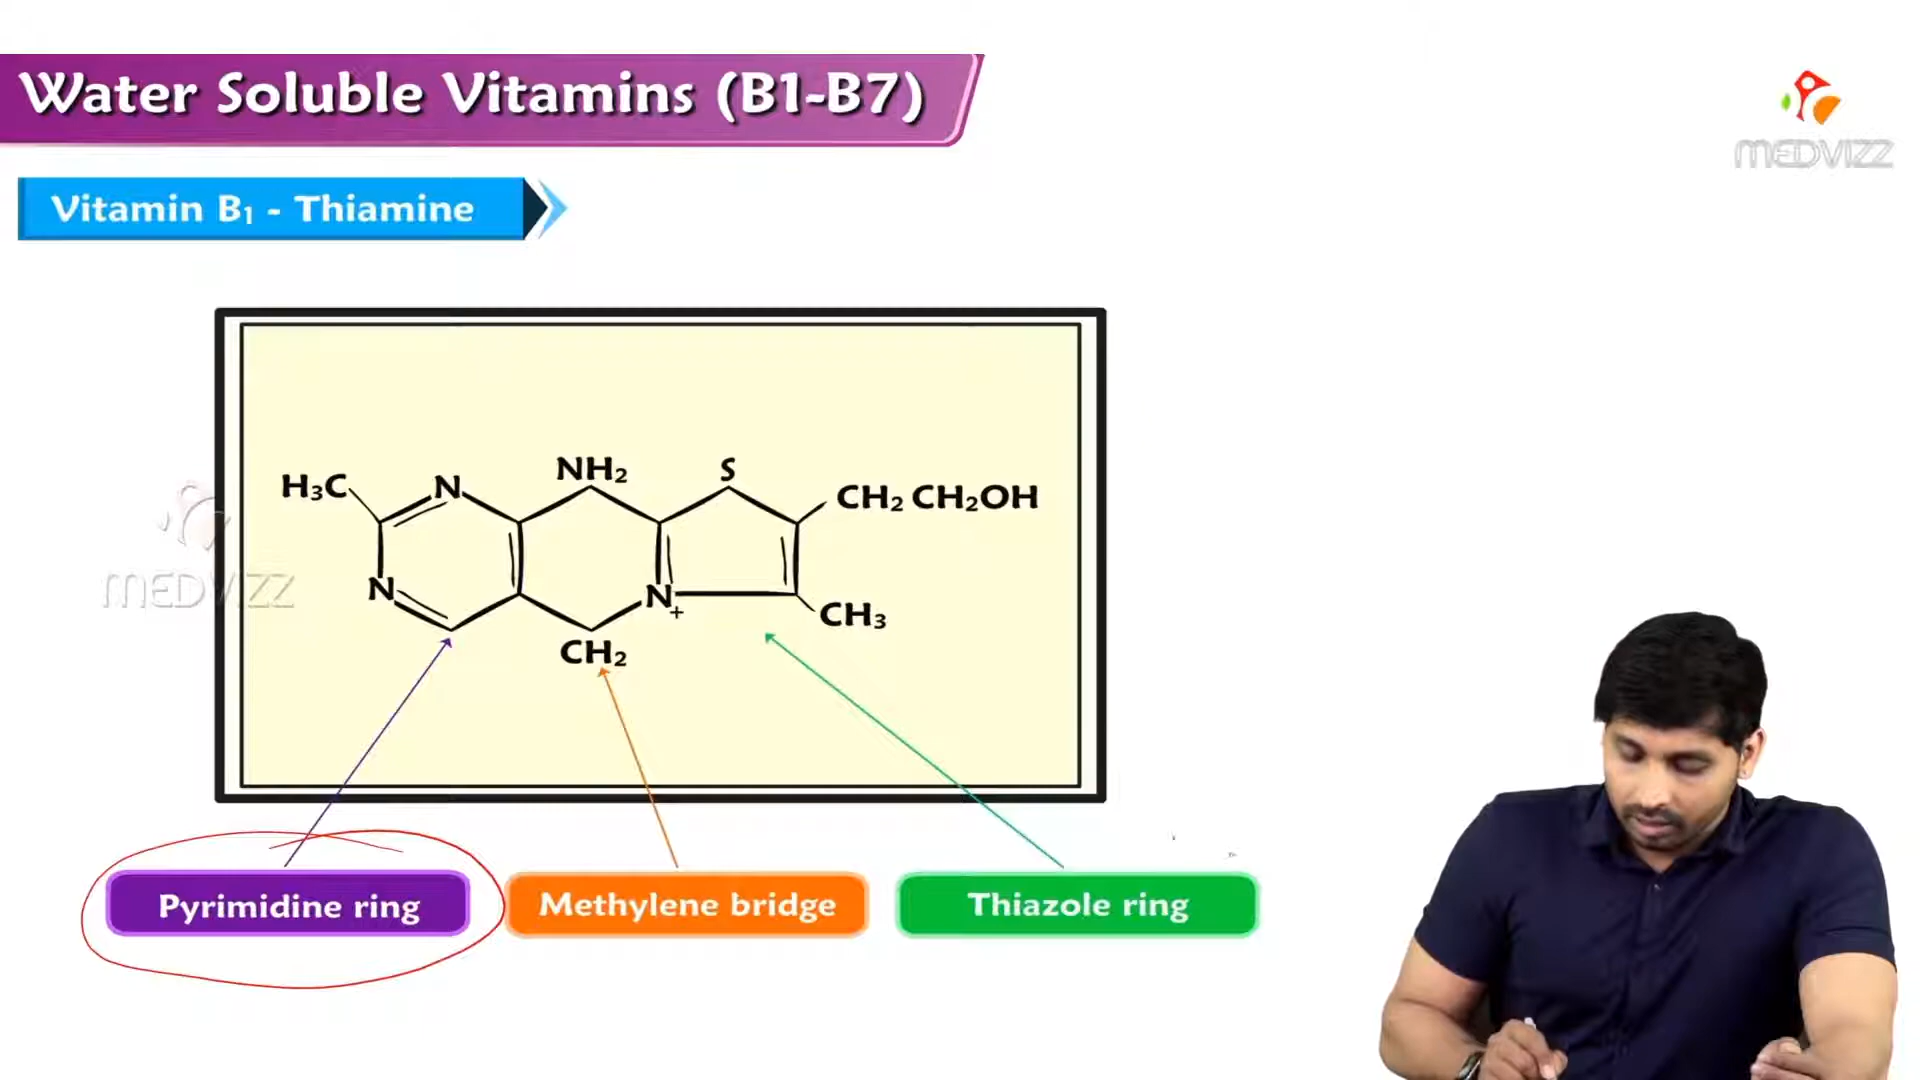 Water Soluble Vitamins (B1-B7)
MEDVIZZ
Vitamin B₁ - Thiamine
H₃C
N
NH₂
S
CH₂ CH₂OH
N
N
+
CH₃
CH₂
MEDVIZZ
Pyrimidine ring
Methylene bridge
Thiazole ring